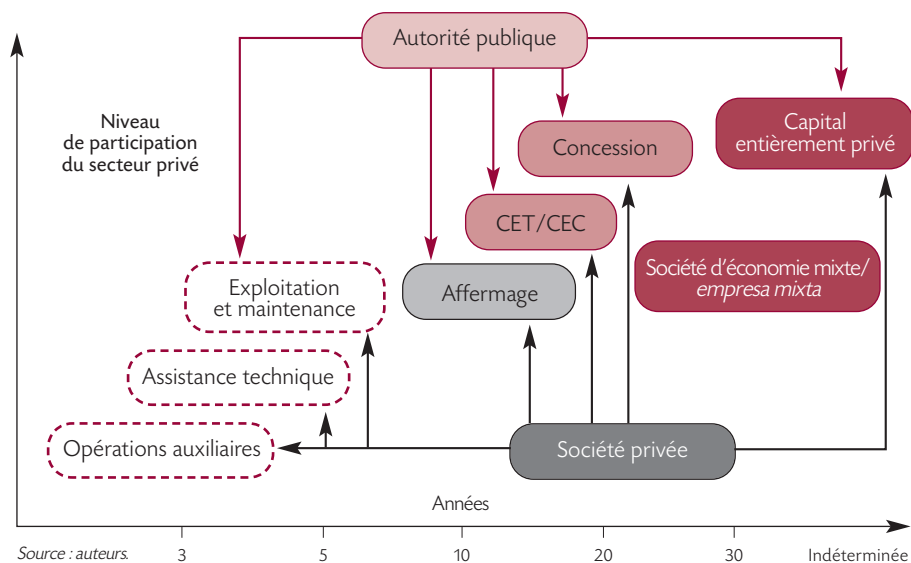 Autorité publique
Niveau
de participation
du secteur privé
Capital
entièrement privé
Concession
CET/CEC
Société d'économie mixte/
empresa mixta
Exploitation
et maintenance
Affermage
Assistance technique
Opérations auxiliaires
Société privée
Années
Source : auteurs.
3
5
10
20
30
Indéterminée